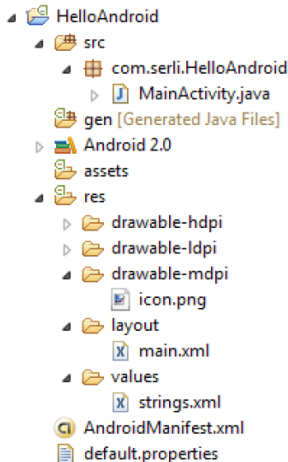 HelloAndroid
src
com.serli.HelloAndroid
MainActivity.java
gen [Generated Java Files]
Android 2.0
assets
res
drawable-hdpi
drawable-ldpi
drawable-mdpi
icon.png
layout
main.xml
values
strings.xml
AndroidManifest.xml
default.properties